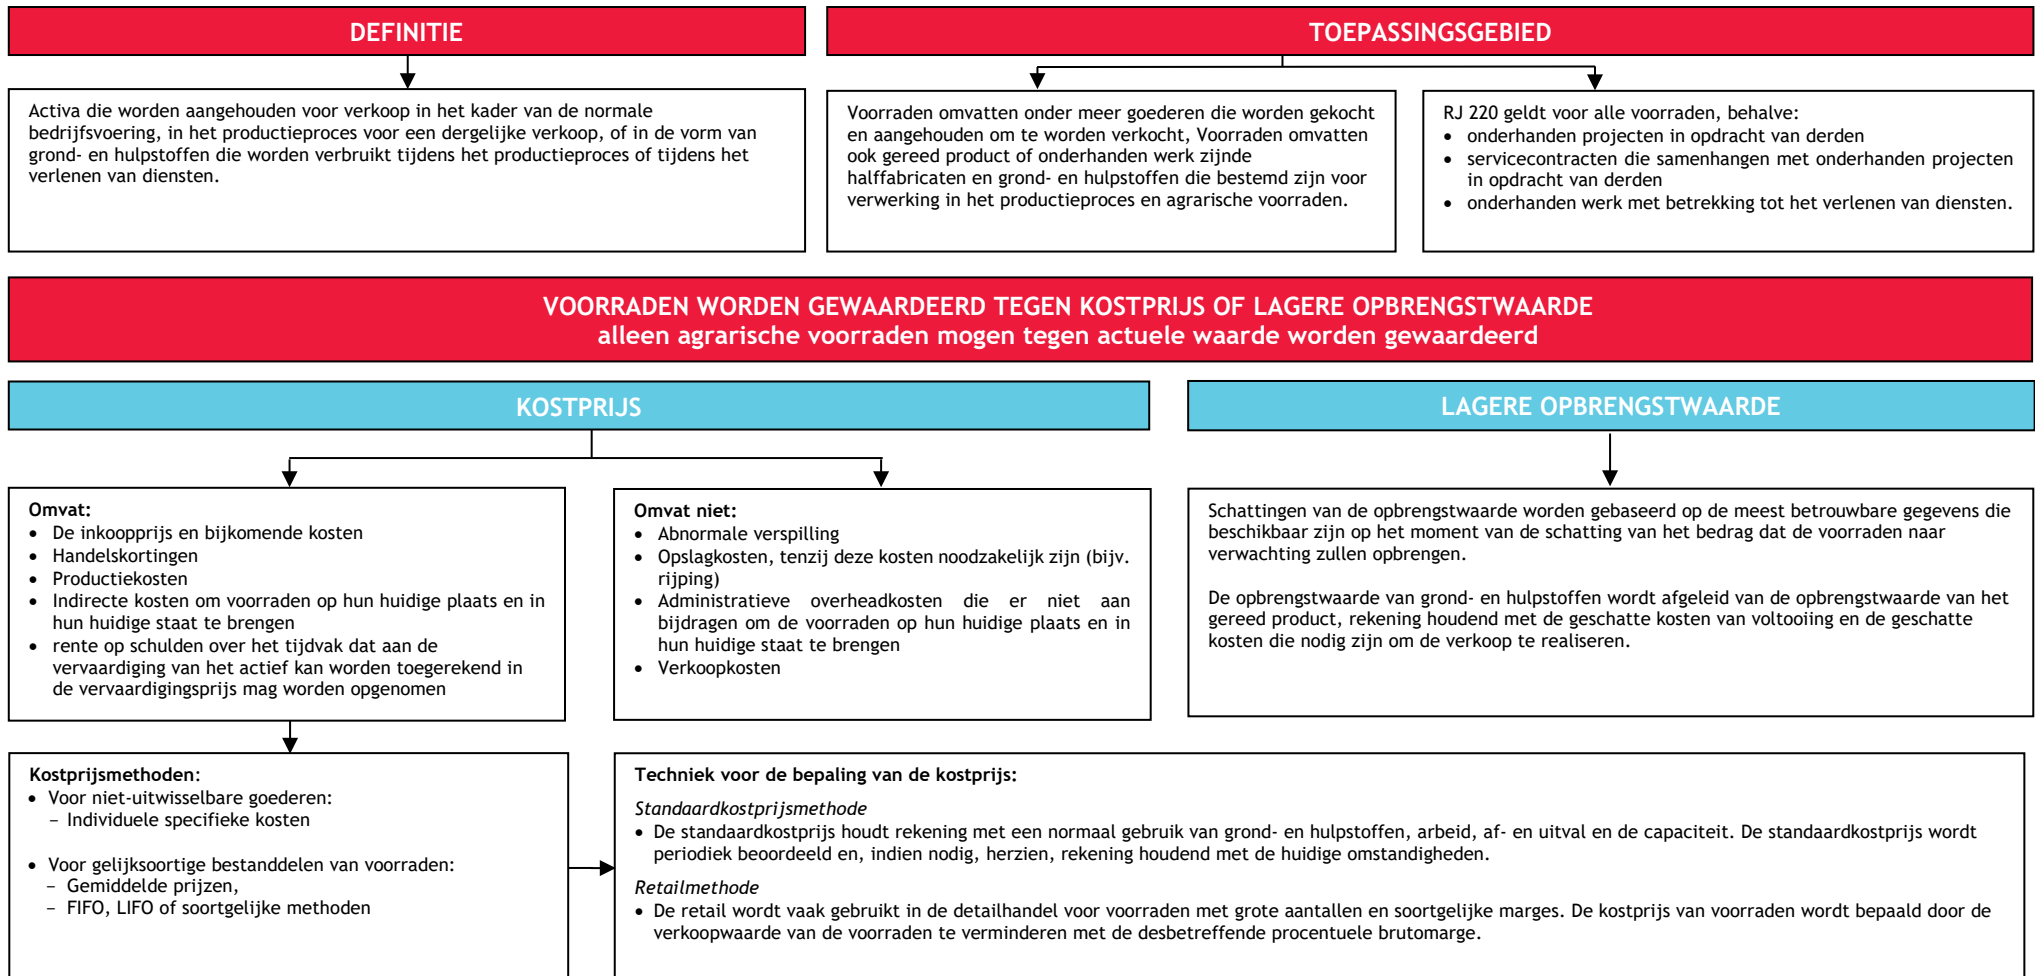 DEFINITIE
Activa die worden aangehouden voor verkoop in het kader van de normale
bedrijfsvoering, in het productieproces voor een dergelijke verkoop, of in de vorm van
grond- en hulpstoffen die worden verbruikt tijdens het productieproces of tijdens het
verlenen van diensten.
TOEPASSINGSGEBIED
Voorraden omvatten onder meer goederen die worden gekocht
en aangehouden om te worden verkocht, Voorraden omvatten
ook gereed product of onderhanden werk zijnde
halffabricaten en grond- en hulpstoffen die bestemd zijn voor
verwerking in het productieproces en agrarische voorraden.
RJ 220 geldt voor alle voorraden, behalve:
• onderhanden projecten in opdracht van derden
• servicecontracten die samenhangen met onderhanden projecten
in opdracht van derden
• onderhanden werk met betrekking tot het verlenen van diensten.
VOORRADEN WORDEN GEWAARDEERD TEGEN KOSTPRIJS OF LAGERE OPBRENGSTWAARDE
alleen agrarische voorraden mogen tegen actuele waarde worden gewaardeerd
KOSTPRIJS
Omvat:
• De inkoopprijs en bijkomende kosten
• Handelskortingen
• Productiekosten
• Indirecte kosten om voorraden op hun huidige plaats en in
hun huidige staat te brengen
• rente op schulden over het tijdvak dat aan de
vervaardiging van het actief kan worden toegerekend in
de vervaardigingsprijs mag worden opgenomen
Omvat niet:
• Abnormale verspilling
• Opslagkosten, tenzij deze kosten noodzakelijk zijn (bijv.
rijping)
• Administratieve overheadkosten die er niet aan
bijdragen om de voorraden op hun huidige plaats en in
hun huidige staat te brengen
• Verkoopkosten
LAGERE OPBRENGSTWAARDE
Schattingen van de opbrengstwaarde worden gebaseerd op de meest betrouwbare gegevens die
beschikbaar zijn op het moment van de schatting van het bedrag dat de voorraden naar
verwachting zullen opbrengen.
De opbrengstwaarde van grond- en hulpstoffen wordt afgeleid van de opbrengstwaarde van het
gereed product, rekening houdend met de geschatte kosten van voltooiing en de geschatte
kosten die nodig zijn om de verkoop te realiseren.
Kostprijsmethoden:
• Voor niet-uitwisselbare goederen:
− Individuele specifieke kosten
• Voor gelijksoortige bestanddelen van voorraden:
− Gemiddelde prijzen,
− FIFO, LIFO of soortgelijke methoden
Techniek voor de bepaling van de kostprijs:
Standaardkostprijsmethode
• De standaardkostprijs houdt rekening met een normaal gebruik van grond- en hulpstoffen, arbeid, af- en uitval en de capaciteit. De standaardkostprijs wordt
periodiek beoordeeld en, indien nodig, herzien, rekening houdend met de huidige omstandigheden.
Retailmethode
• De retail wordt vaak gebruikt in de detailhandel voor voorraden met grote aantallen en soortgelijke marges. De kostprijs van voorraden wordt bepaald door de
verkoopwaarde van de voorraden te verminderen met de desbetreffende procentuele brutomarge.